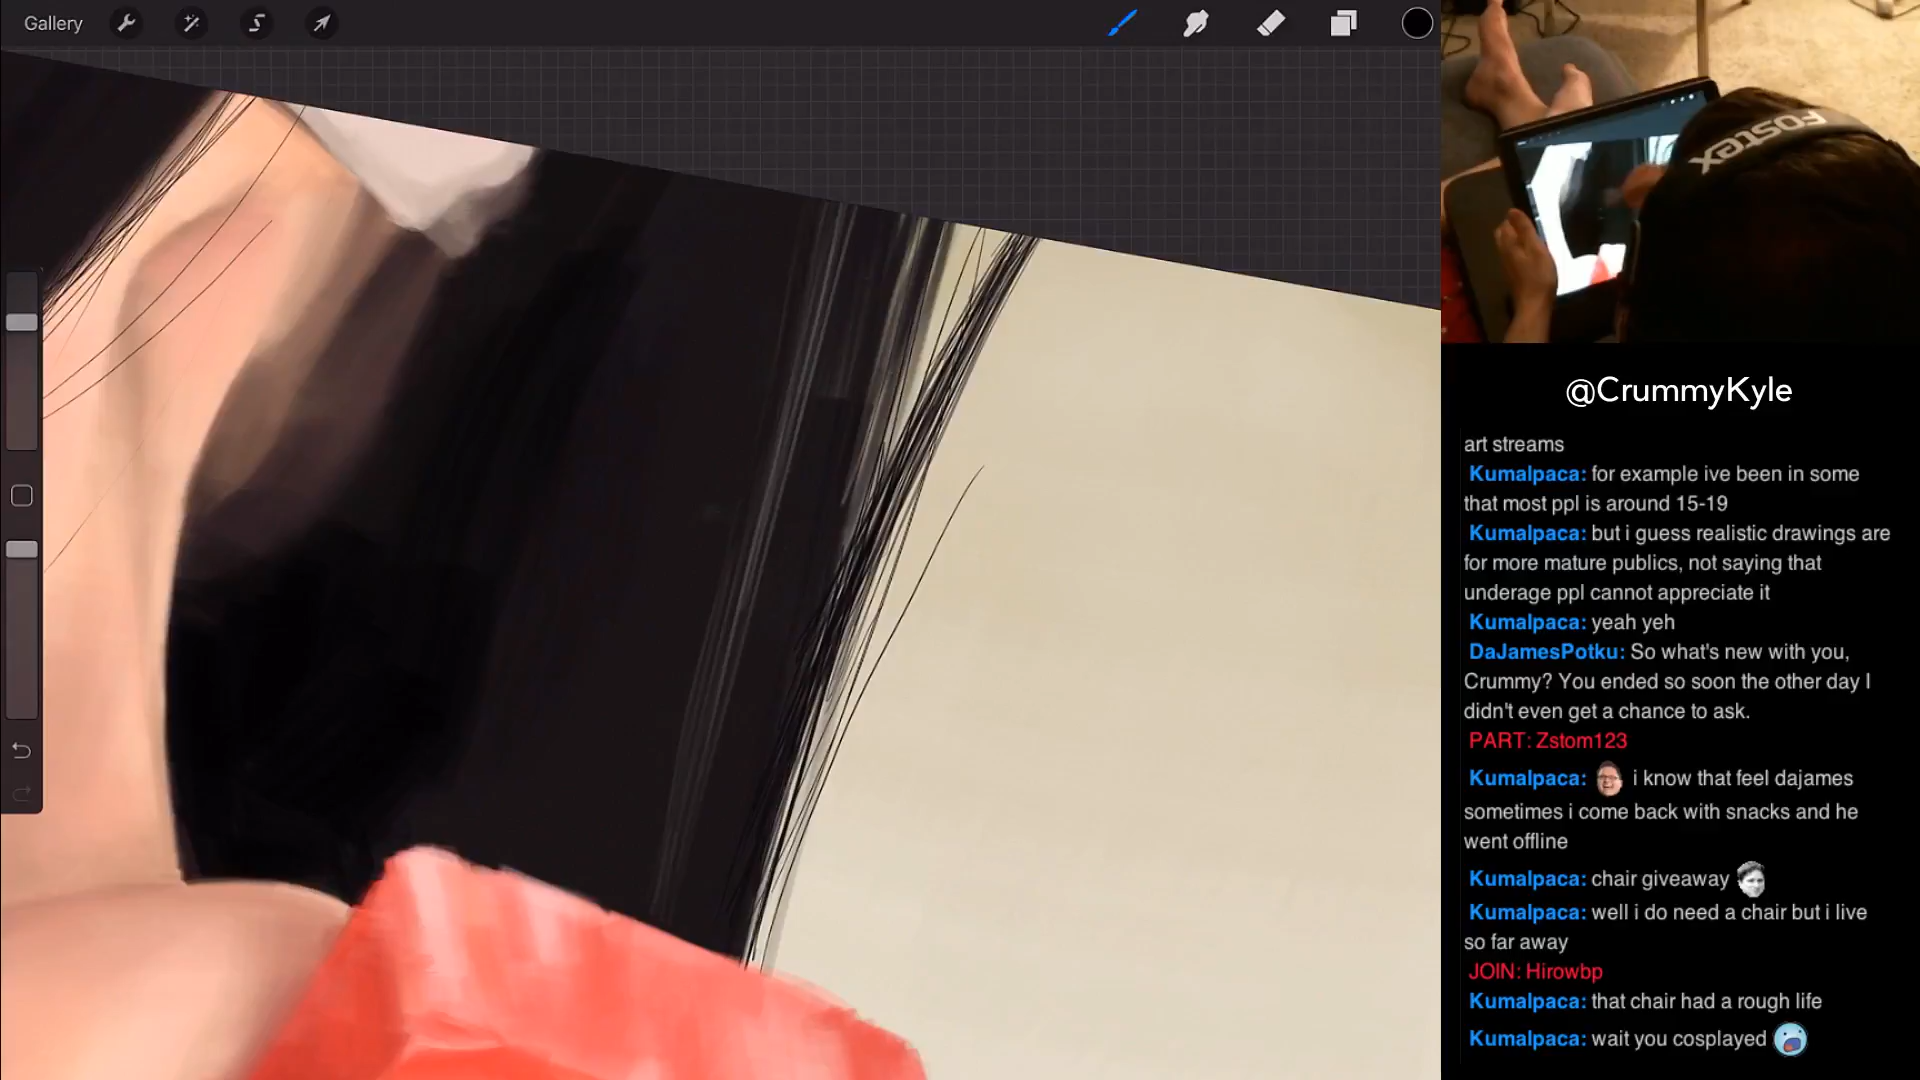 Gallery
FOSTEX
@CrummyKyle
art streams
Kumalpaca: for example ive been in some
that most ppl is around 15-19
Kumalpaca: but i guess realistic drawings are
for more mature publics, not saying that
underage ppl cannot appreciate it
Kumalpaca: yeah yeh
DaJamesPotku: So what's new with you,
Crummy? You ended so soon the other day I
didn't even get a chance to ask.
PART: Zstom123
Kumalpaca: i know that feel dajames
sometimes i come back with snacks and he
went offline
Kumalpaca: chair giveaway
Kumalpaca: well i do need a chair but i live
so far away
JOIN: Hirowbp
Kumalpaca: that chair had a rough life
Kumalpaca: wait you cosplayed